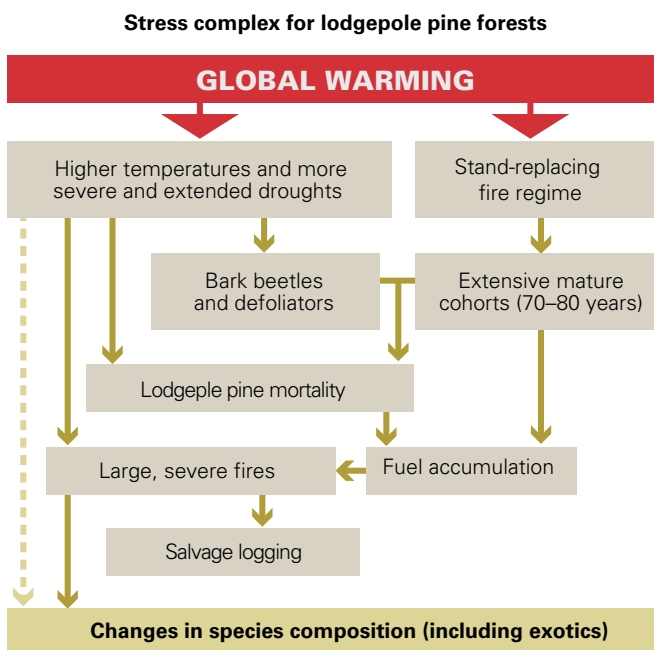 Stress complex for lodgepole pine forests
GLOBAL WARMING
Higher temperatures and more
severe and extended droughts
Stand-replacing
fire regime
Bark beetles
and defoliators
Extensive mature
cohorts (70–80 years)
Lodgeple pine mortality
Large, severe fires
Fuel accumulation
Salvage logging
Changes in species composition (including exotics)